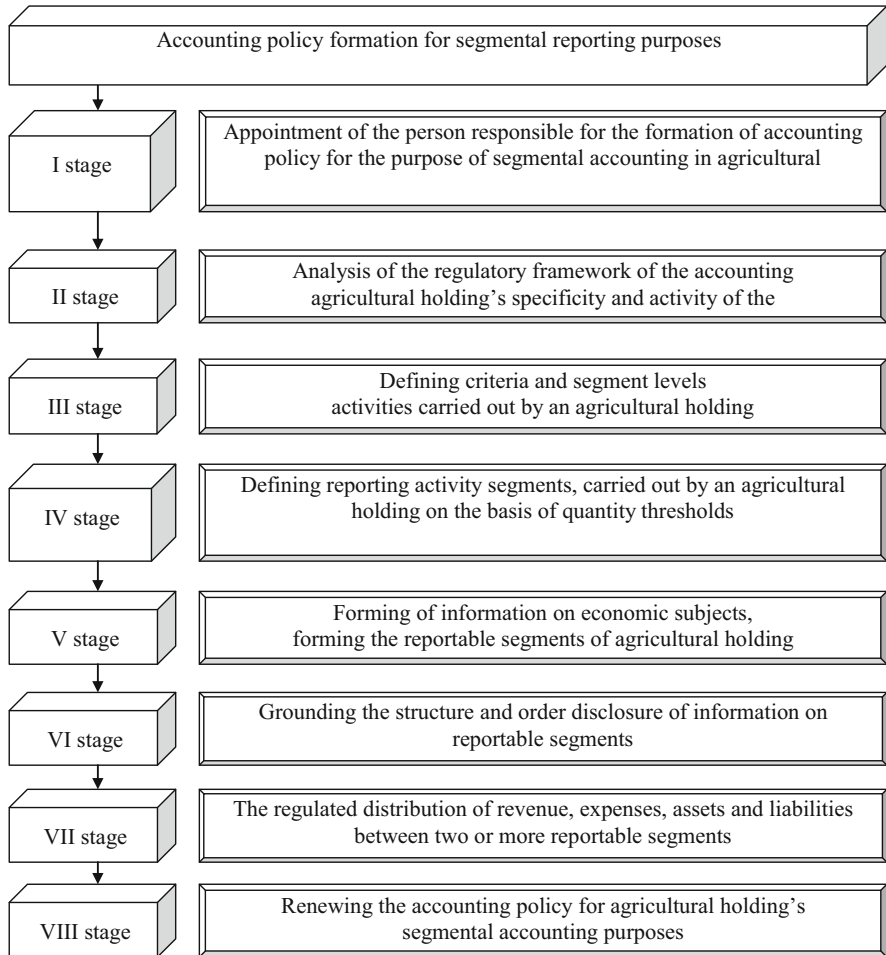 Accounting policy formation for segmental reporting purposes
I stage
Appointment of the person responsible for the formation of accounting
policy for the purpose of segmental accounting in agricultural
II stage
Analysis of the regulatory framework of the accounting
agricultural holding’s specificity and activity of the
III stage
Defining criteria and segment levels
activities carried out by an agricultural holding
IV stage
Defining reporting activity segments, carried out by an agricultural
holding on the basis of quantity thresholds
V stage
Forming of information on economic subjects,
forming the reportable segments of agricultural holding
VI stage
Grounding the structure and order disclosure of information on
reportable segments
VII stage
The regulated distribution of revenue, expenses, assets and liabilities
between two or more reportable segments
VIII stage
Renewing the accounting policy for agricultural holding’s
segmental accounting purposes